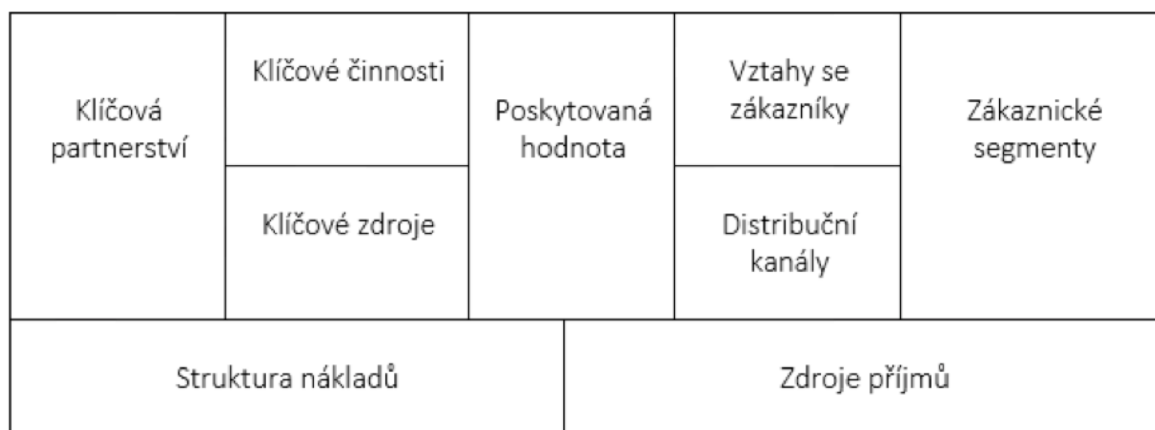 Klíčová
partnerství
Klíčové činnosti
Klíčové zdroje
Poskytovaná
hodnota
Vztahy se
zákazníky
Distribuční
kanály
Zákaznické
segmenty
Struktura nákladů
Zdroje příjmů